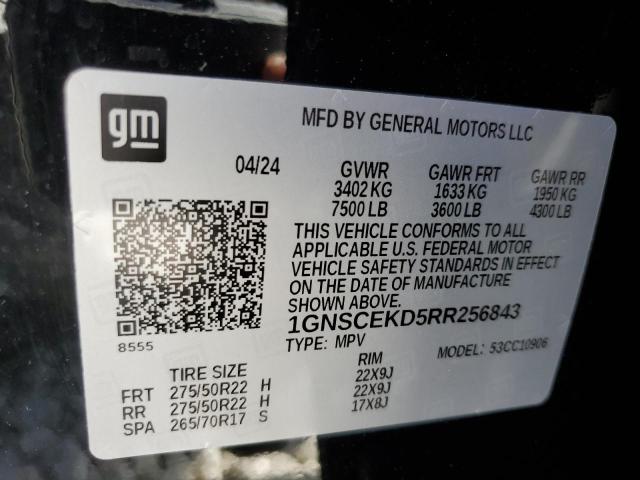 gm
MFD BY GENERAL MOTORS LLC
04/24 GVWR GAWR FRT GAWR RR
3402 KG 1633 KG 1950 KG
7500 LB 3600 LB 4300 LB
THIS VEHICLE CONFORMS TO ALL
APPLICABLE U.S. FEDERAL MOTOR
VEHICLE SAFETY STANDARDS IN EFFECT
ON THE DATE OF MANUFACTURE
SHOWN ABOVE.
1GNSCEKD5RR256843
8555
TYPE: MPV MODEL: 53CC10906
TIRE SIZE RIM
FRT 275/50R22 H 22X9J
RR 275/50R22 H 22X9J
SPA 265/70R17 S 17X8J